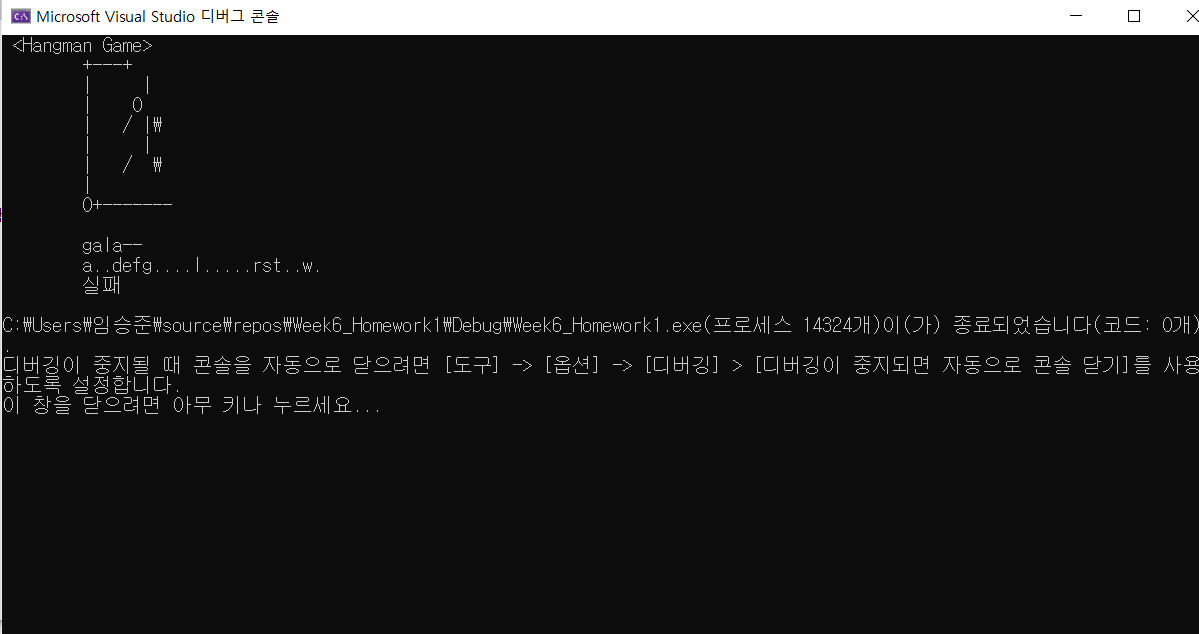 Microsoft Visual Studio 디버그 콘솔
<Hangman Game>
+---+
|     |
|    O
|   / |₩
|     |
|   /  ₩
|
O+-------
gala--
a..defg....l.....rst..w.
실패
C:₩Users₩임승준₩source₩repos₩Week6_Homework1₩Debug₩Week6_Homework1.exe(프로세스 14324개)이(가) 종료되었습니다(코드: 0개)
.
디버깅이 중지될 때 콘솔을 자동으로 닫으려면 [도구] -> [옵션] -> [디버깅] > [디버깅이 중지되면 자동으로 콘솔 닫기]를 사용
하도록 설정합니다.
이 창을 닫으려면 아무 키나 누르세요...